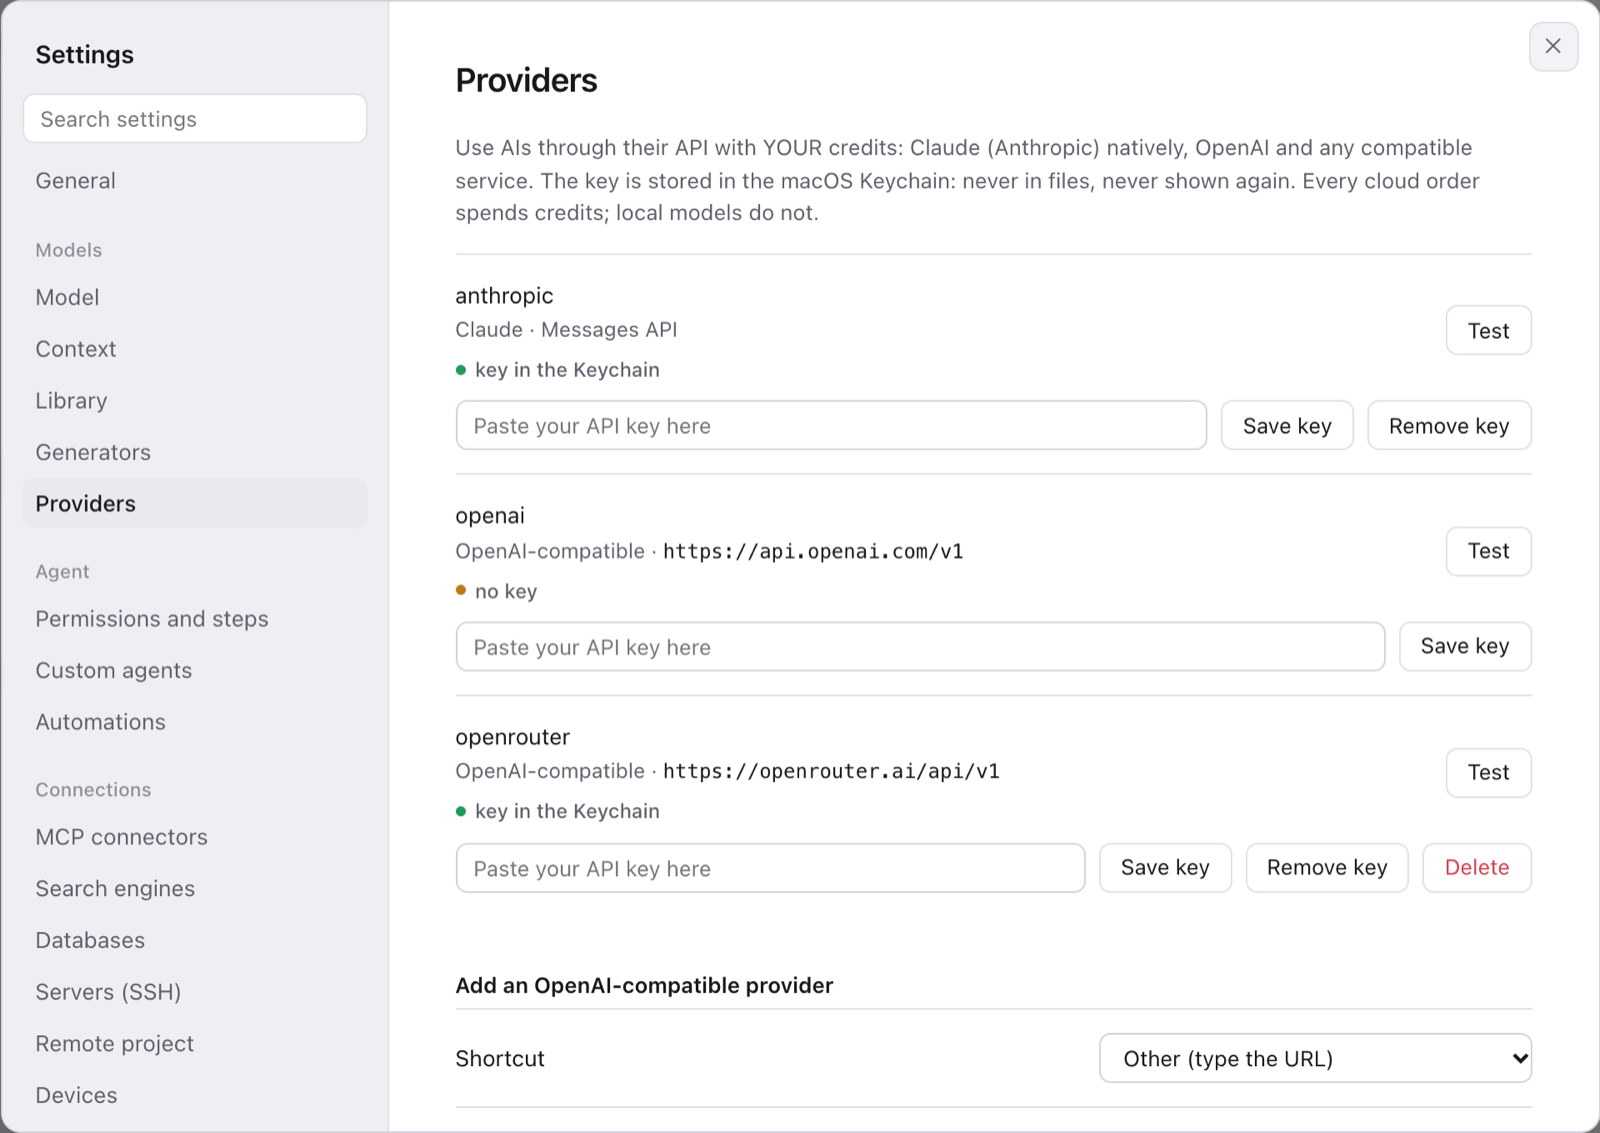 Settings
Search settings
General
Models
Model
Context
Library
Generators
Providers
Agent
Permissions and steps
Custom agents
Automations
Connections
MCP connectors
Search engines
Databases
Servers (SSH)
Remote project
Devices
Providers
Use AIs through their API with YOUR credits: Claude (Anthropic) natively, OpenAI and any compatible
service. The key is stored in the macOS Keychain: never in files, never shown again. Every cloud order
spends credits; local models do not.
anthropic
Claude · Messages API
Test
key in the Keychain
Paste your API key here
Save key
Remove key
openai
OpenAI-compatible · https://api.openai.com/v1
Test
no key
Paste your API key here
Save key
openrouter
OpenAI-compatible · https://openrouter.ai/api/v1
Test
key in the Keychain
Paste your API key here
Save key
Remove key
Delete
Add an OpenAI-compatible provider
Shortcut
Other (type the URL)